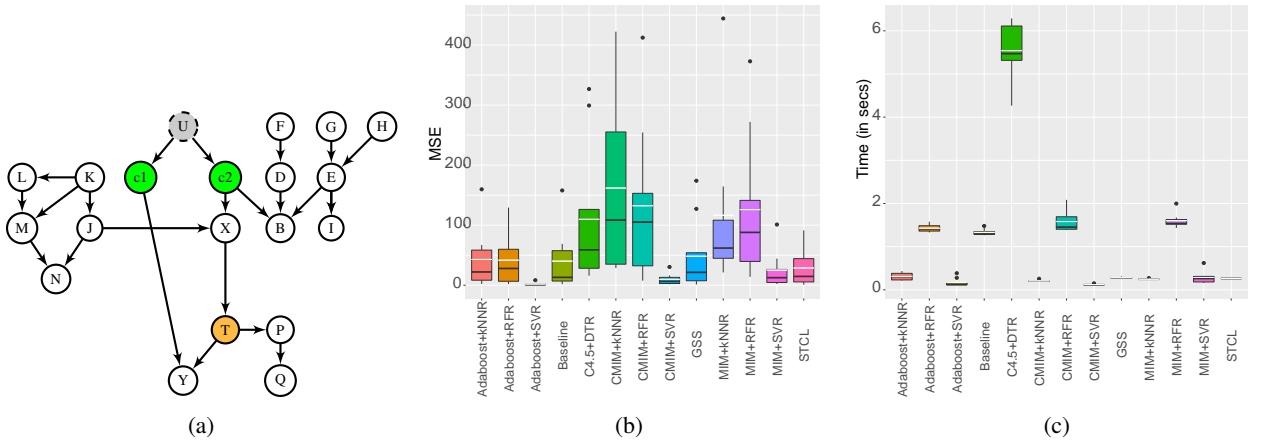 U
F
G
H
L
K
c1
c2
D
E
M
J
X
B
I
N
T
P
Y
Q
(a)
MSE
400
300
200
100
0
Adaboost+kNNR
Adaboost+RFR
Adaboost+SVR
Baseline
C4.5+DTR
CMIM+kNNR
CMIM+RFR
CMIM+SVR
GSS
MIM+kNNR
MIM+RFR
MIM+SVR
STCL
(b)
Time (in secs)
6
4
2
0
Adaboost+kNNR
Adaboost+RFR
Adaboost+SVR
Baseline
C4.5+DTR
CMIM+kNNR
CMIM+RFR
CMIM+SVR
GSS
MIM+kNNR
MIM+RFR
MIM+SVR
STCL
(c)